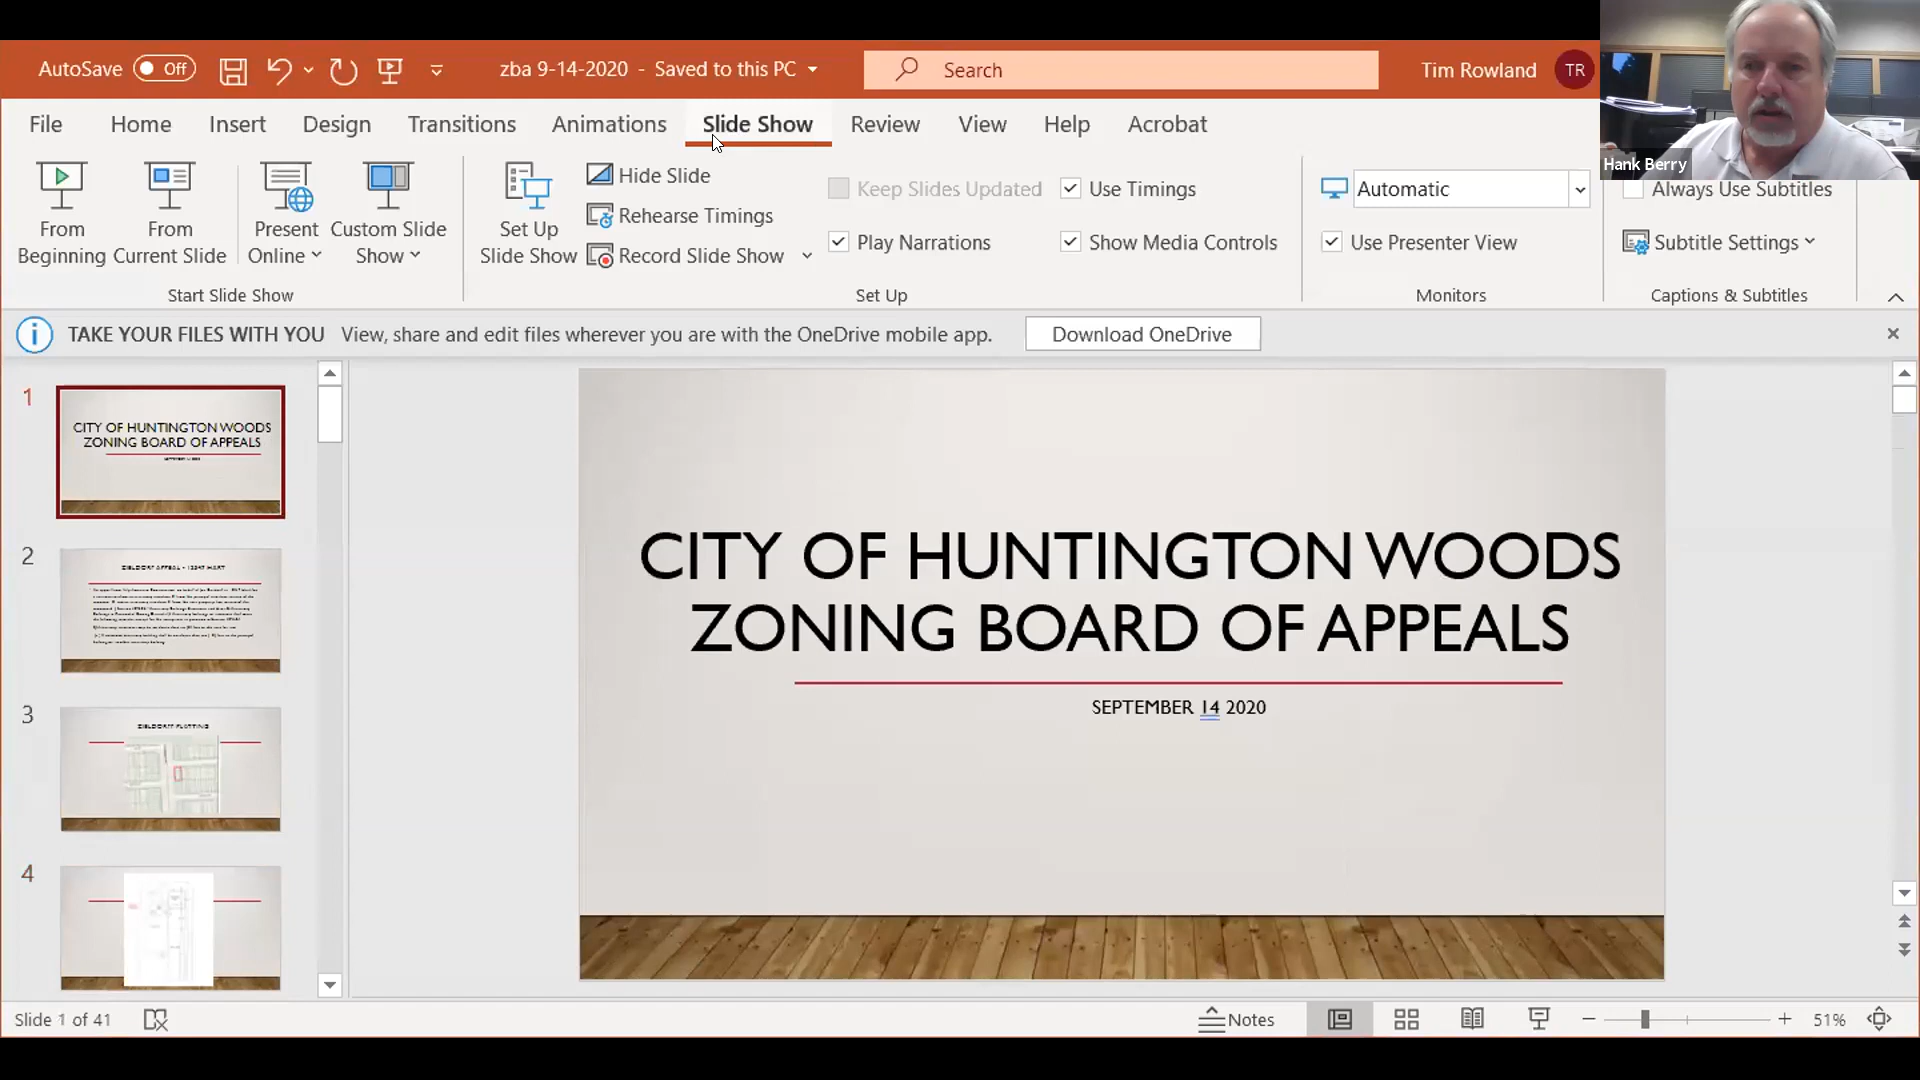 AutoSave Off zba 9-14-2020 - Saved to this PC Search Tim Rowland TR
Hank Berry
File Home Insert Design Transitions Animations Slide Show Review View Help Acrobat
From Beginning
From Current Slide
Present Online
Custom Slide Show
Start Slide Show
Set Up Slide Show
Hide Slide
Rehearse Timings
Record Slide Show
Keep Slides Updated
Play Narrations
Use Timings
Show Media Controls
Set Up
Automatic
Use Presenter View
Monitors
Always Use Subtitles
Subtitle Settings
Captions & Subtitles
TAKE YOUR FILES WITH YOU View, share and edit files wherever you are with the OneDrive mobile app. Download OneDrive
1
CITY OF HUNTINGTON WOODS
ZONING BOARD OF APPEALS
2
3
4
CITY OF HUNTINGTON WOODS
ZONING BOARD OF APPEALS
SEPTEMBER 14 2020
Slide 1 of 41 Notes 51%